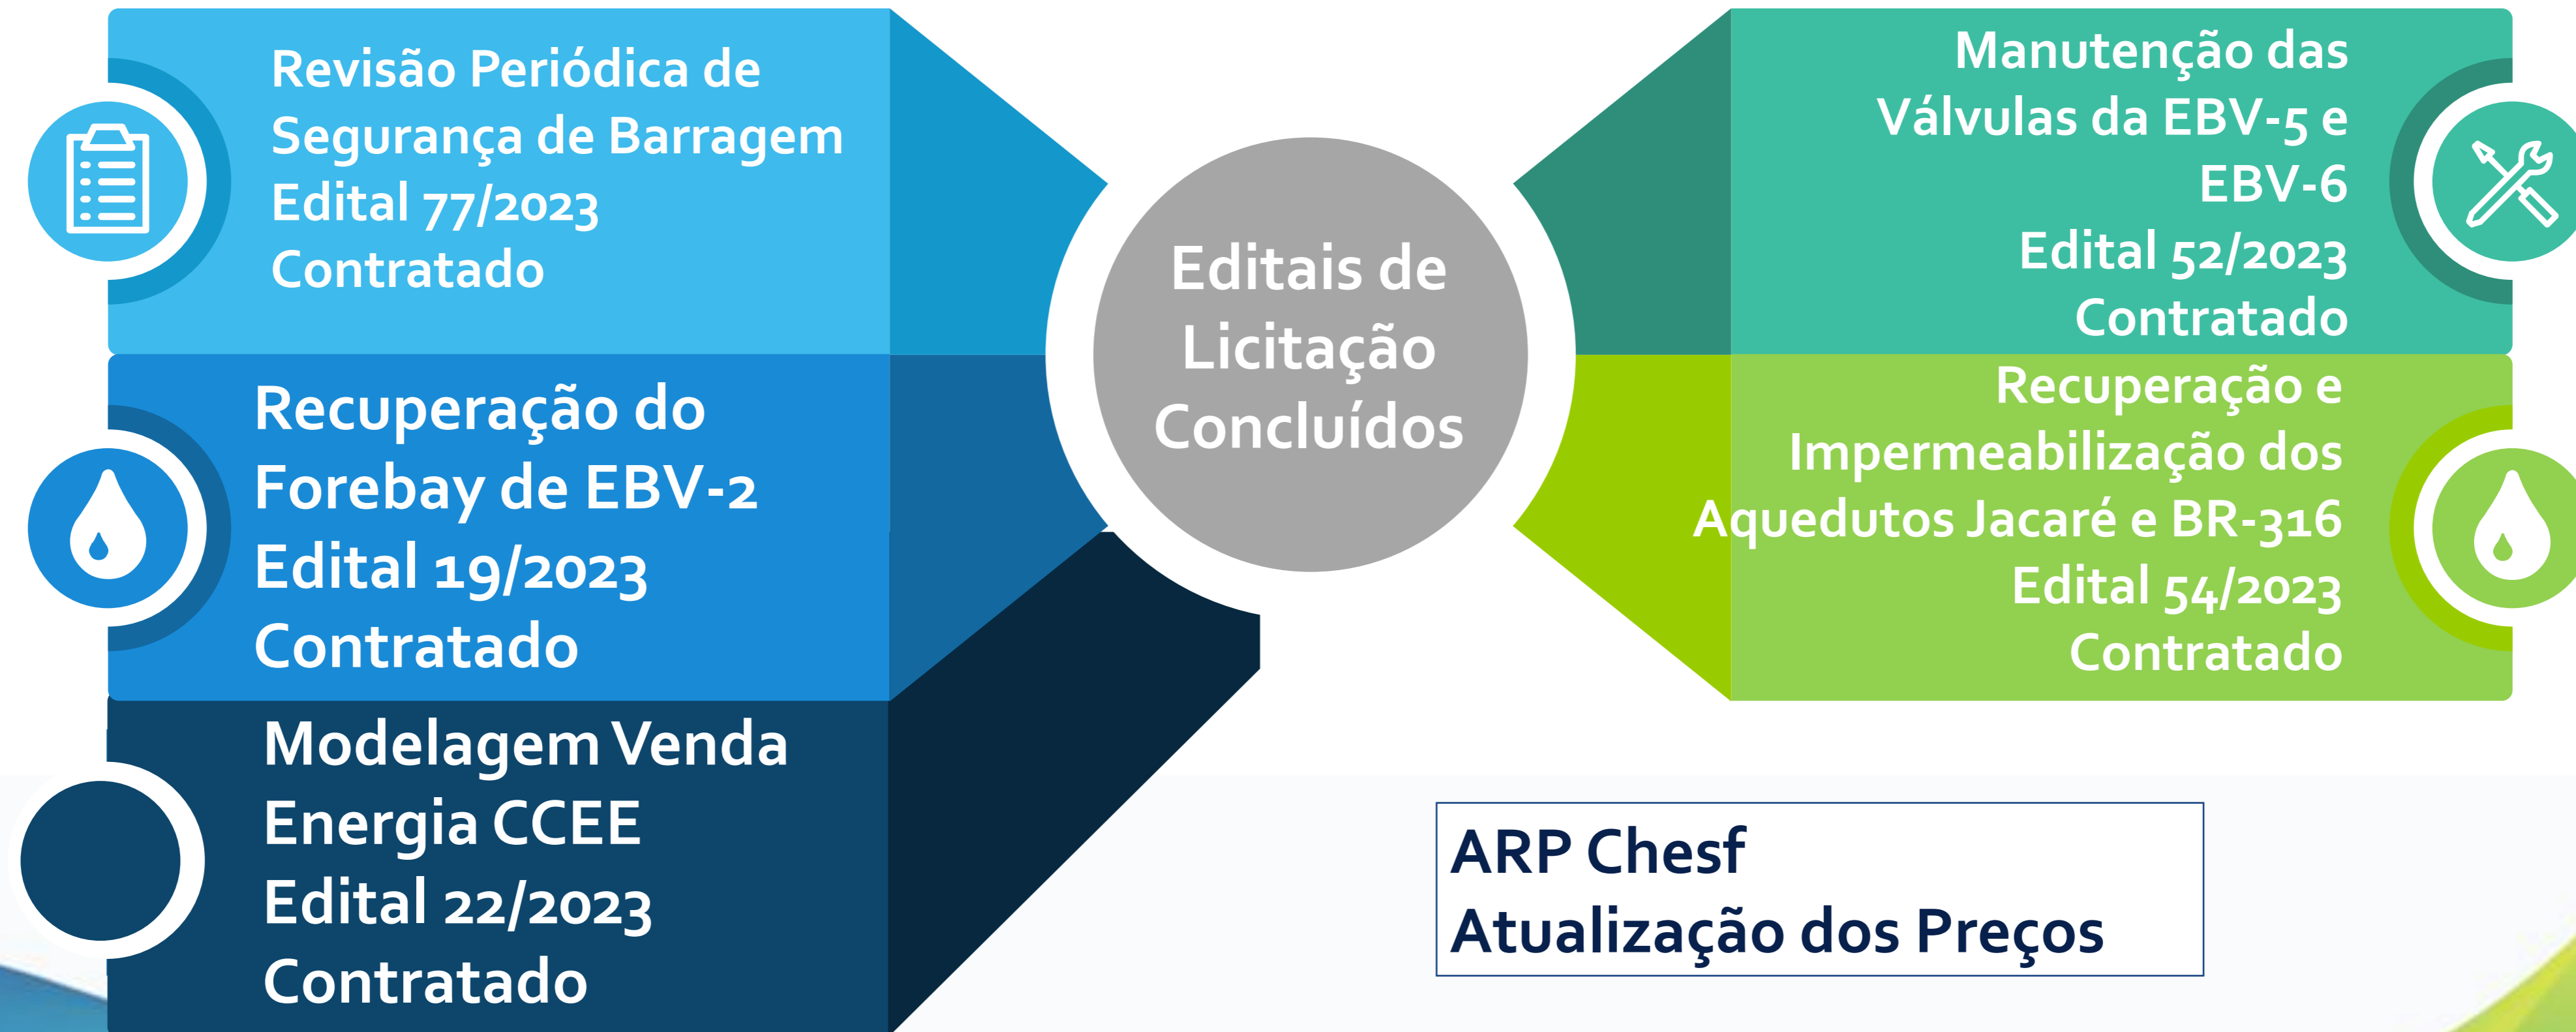 Revisão Periódica de
Segurança de Barragem
Edital 77/2023
Contratado
Recuperação do
Forebay de EBV-2
Edital 19/2023
Contratado
Modelagem Venda
Energia CCEE
Edital 22/2023
Contratado
Editais de
Licitação
Concluídos
Manutenção das
Válvulas da EBV-5 e
EBV-6
Edital 52/2023
Contratado
Recuperação e
Impermeabilização dos
Aquedutos Jacaré e BR-316
Edital 54/2023
Contratado
ARP Chesf
Atualização dos Preços